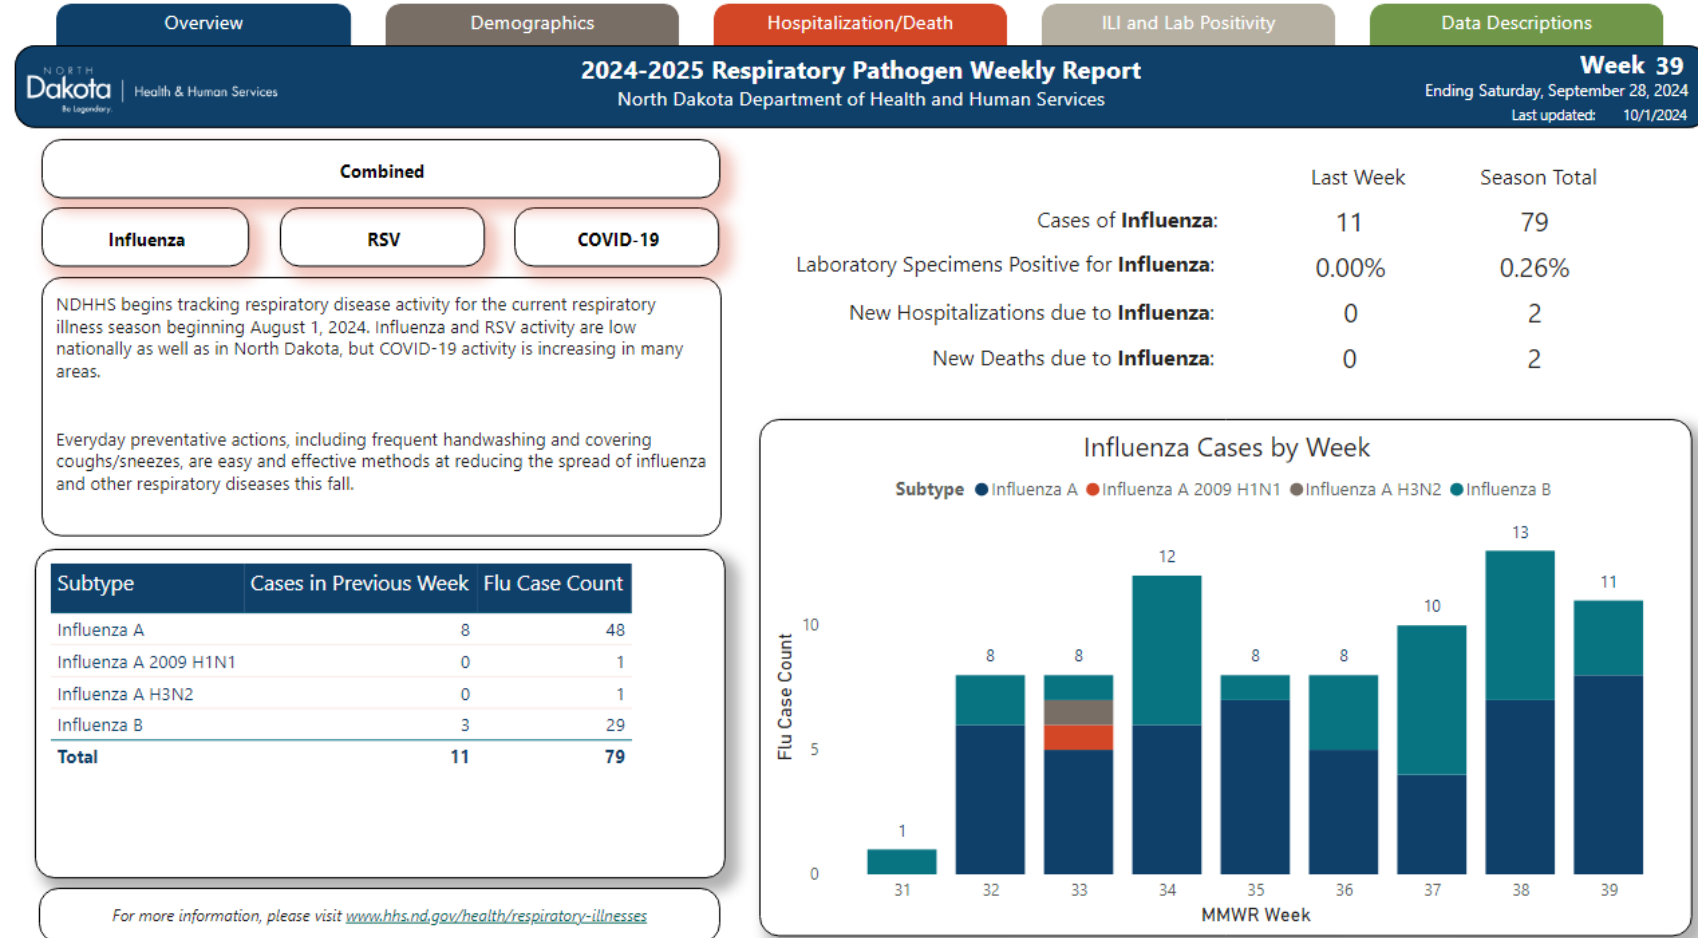 Overview
Demographics
Hospitalization/Death
ILI and Lab Positivity
Data Descriptions
NORTH
Dakota
Be Legendary.
Health & Human Services
2024-2025 Respiratory Pathogen Weekly Report
North Dakota Department of Health and Human Services
Week 39
Ending Saturday, September 28, 2024
Last updated: 10/1/2024
Combined
Influenza
RSV
COVID-19
NDHHS begins tracking respiratory disease activity for the current respiratory
illness season beginning August 1, 2024. Influenza and RSV activity are low
nationally as well as in North Dakota, but COVID-19 activity is increasing in many
areas.
Everyday preventative actions, including frequent handwashing and covering
coughs/sneezes, are easy and effective methods at reducing the spread of influenza
and other respiratory diseases this fall.
Subtype Cases in Previous Week Flu Case Count
Influenza A 8 48
Influenza A 2009 H1N1 0 1
Influenza A H3N2 0 1
Influenza B 3 29
Total 11 79
For more information, please visit www.hhs.nd.gov/health/respiratory-illnesses
Last Week Season Total
Cases of Influenza: 11 79
Laboratory Specimens Positive for Influenza: 0.00% 0.26%
New Hospitalizations due to Influenza: 0 2
New Deaths due to Influenza: 0 2
Influenza Cases by Week
Subtype Influenza A Influenza A 2009 H1N1 Influenza A H3N2 Influenza B
Flu Case Count
10
5
0
1
8
8
12
8
8
10
13
11
31 32 33 34 35 36 37 38 39
MMWR Week